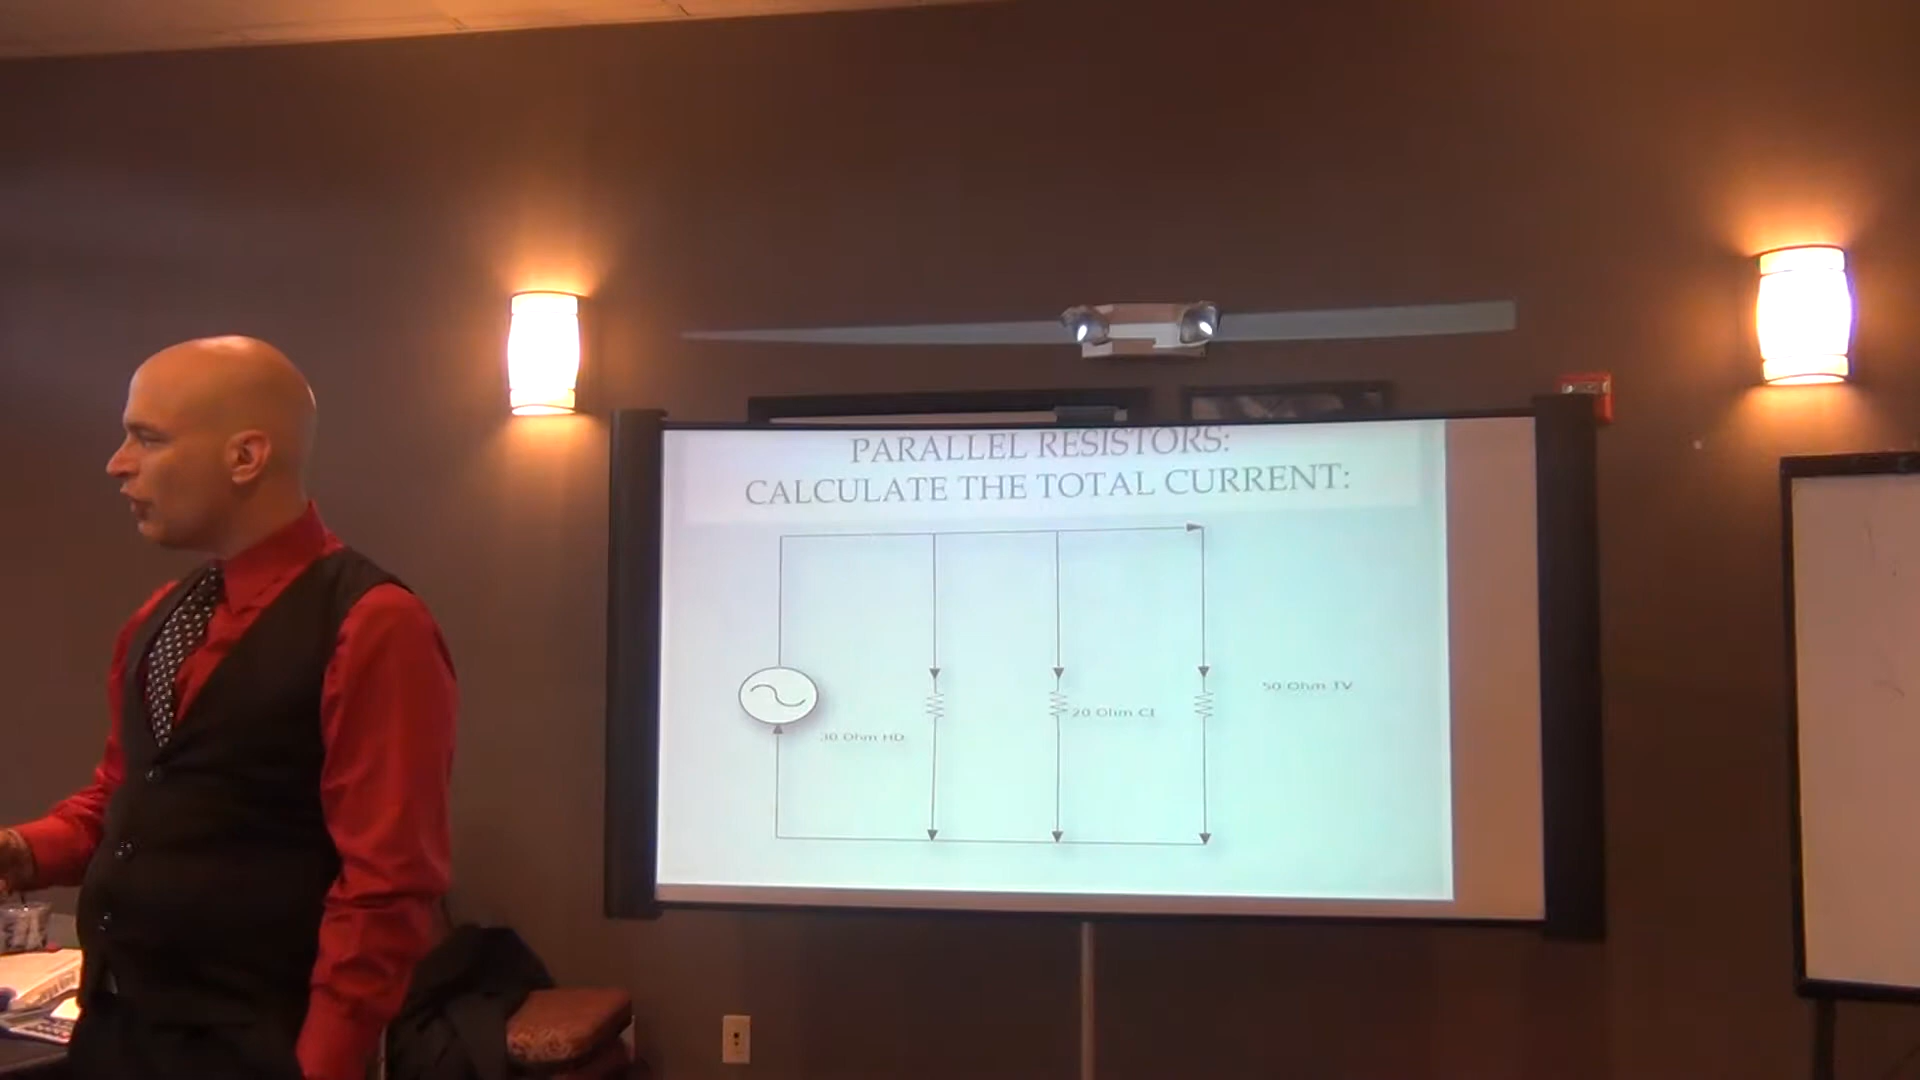 PARALLEL RESISTORS:
CALCULATE THE TOTAL CURRENT:
50 Ohm TV
20 Ohm CI
30 Ohm HD